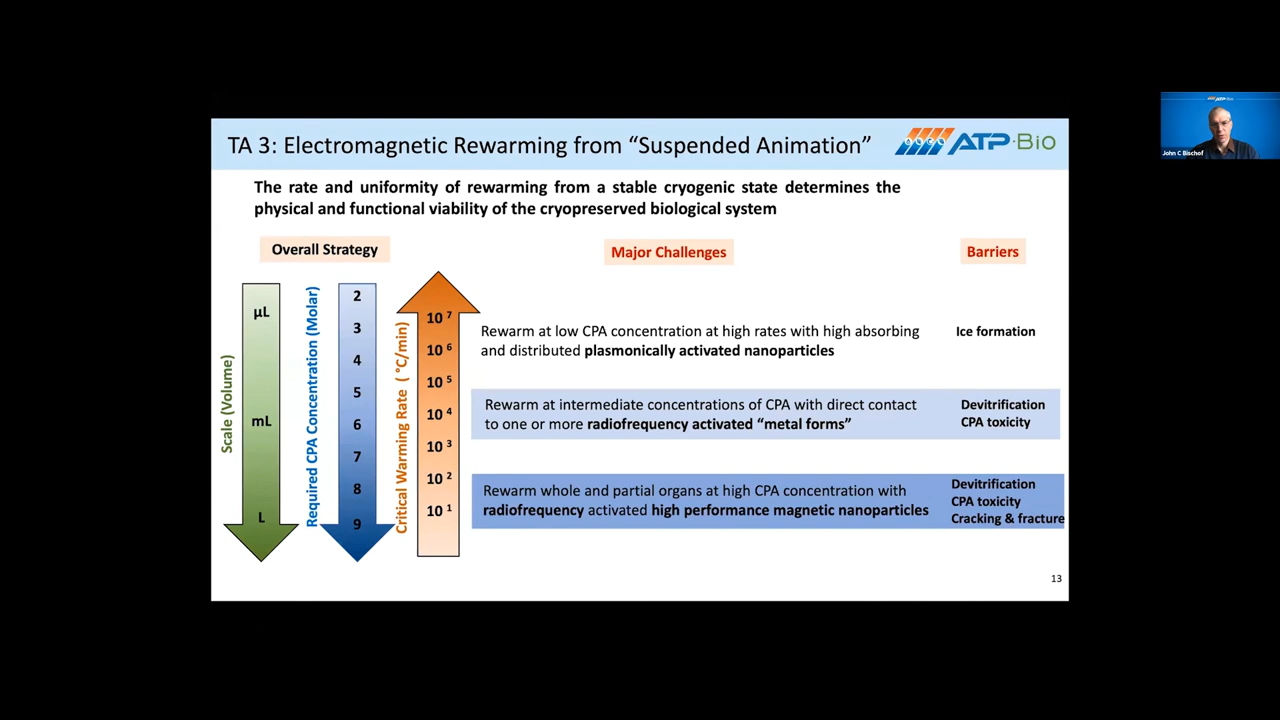 TA 3: Electromagnetic Rewarming from “Suspended Animation”
ATP-Bio
ATP-Bio
John C Bischof
The rate and uniformity of rewarming from a stable cryogenic state determines the
physical and functional viability of the cryopreserved biological system
Overall Strategy
Major Challenges
Barriers
Scale (Volume)
µL
mL
L
Required CPA Concentration (Molar)
2
3
4
5
6
7
8
9
Critical Warming Rate ( °C/min)
10 7
10 6
10 5
10 4
10 3
10 2
10 1
Rewarm at low CPA concentration at high rates with high absorbing
and distributed plasmonically activated nanoparticles
Ice formation
Rewarm at intermediate concentrations of CPA with direct contact
to one or more radiofrequency activated “metal forms”
Devitrification
CPA toxicity
Rewarm whole and partial organs at high CPA concentration with
radiofrequency activated high performance magnetic nanoparticles
Devitrification
CPA toxicity
Cracking & fracture
13